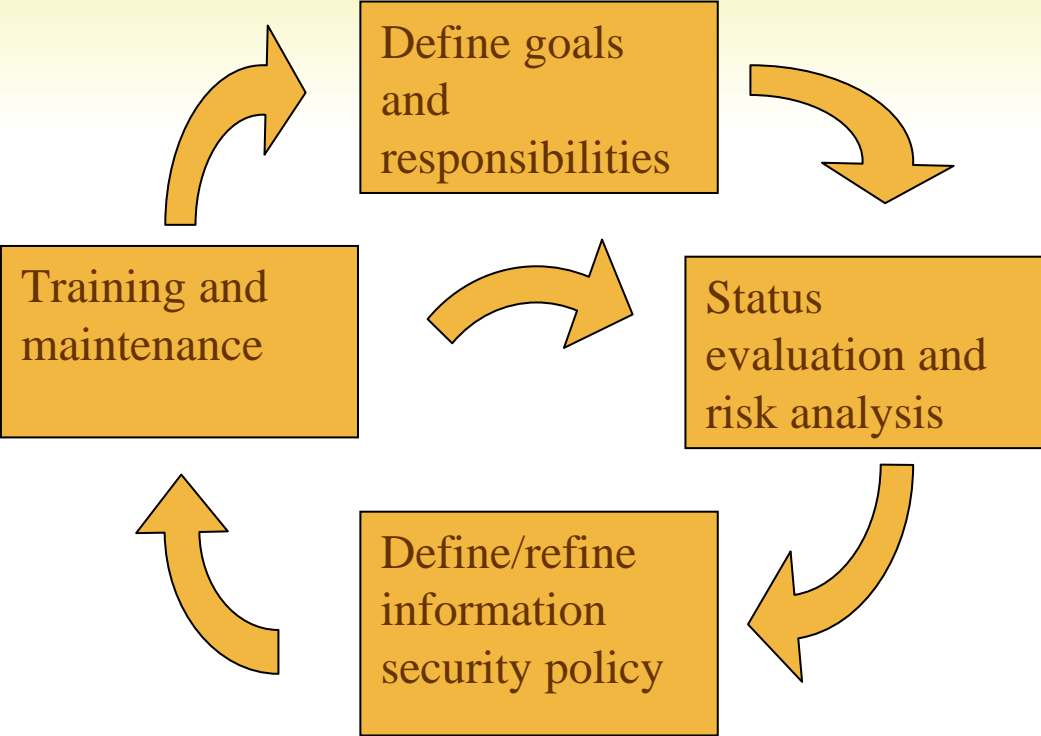 Define goals
and
responsibilities
Training and
maintenance
Status
evaluation and
risk analysis
Define/refine
information
security policy